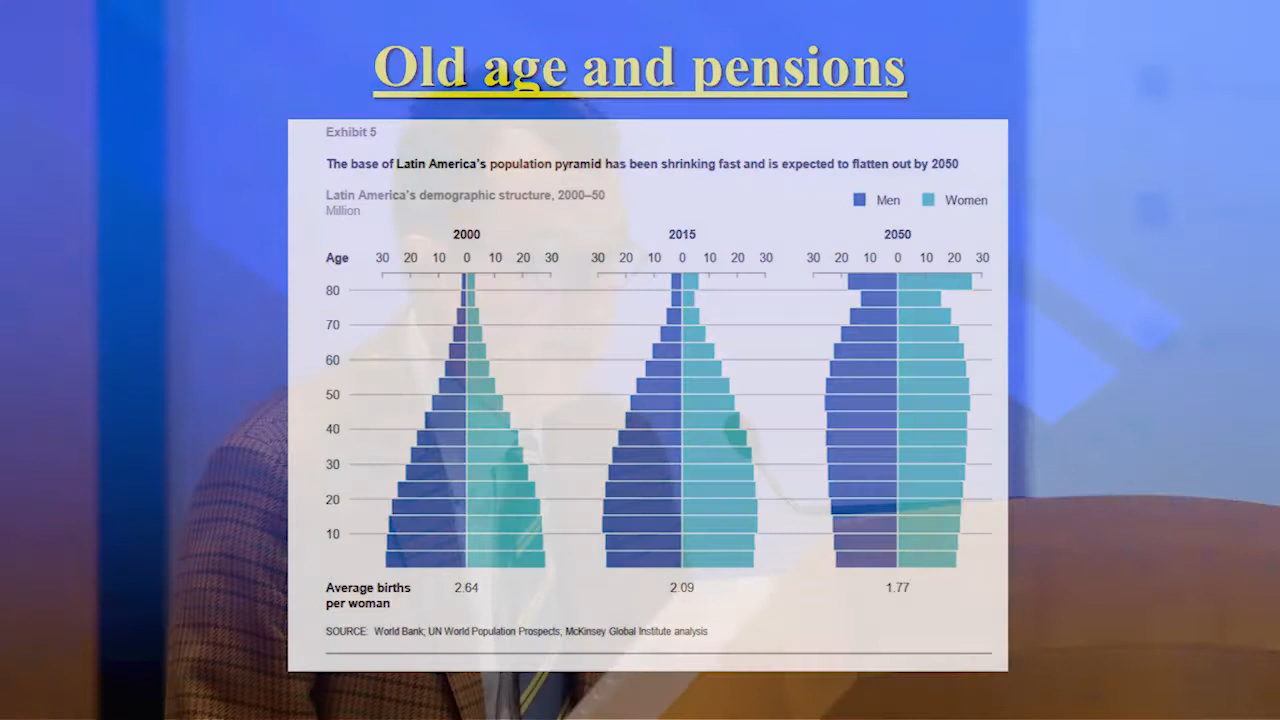 Old age and pensions
Exhibit 5
The base of Latin America's population pyramid has been shrinking fast and is expected to flatten out by 2050
Latin America's demographic structure, 2000–50
Million
Men Women
2000 2015 2050
Age 30 20 10 0 10 20 30 30 20 10 0 10 20 30 30 20 10 0 10 20 30
80
70
60
50
40
30
20
10
Average births 2.64 2.09 1.77
per woman
SOURCE: World Bank; UN World Population Prospects; McKinsey Global Institute analysis